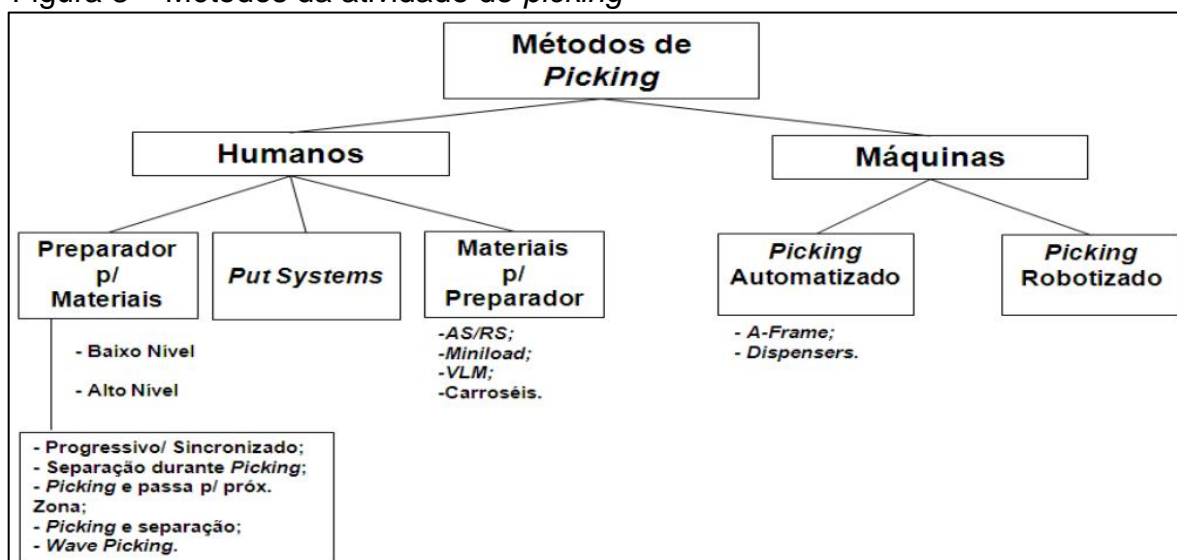 Métodos de
Picking
Humanos
Máquinas
Preparador
p/
Materiais
Put Systems
Materiais
p/
Preparador
Picking
Automatizado
Picking
Robotizado
- Baixo Nível
- Alto Nível
-AS/RS;
-Miniload;
-VLM;
-Carroséis.
- A-Frame;
- Dispensers.
- Progressivo/ Sincronizado;
- Separação durante Picking;
- Picking e passa p/ próx.
Zona;
- Picking e separação;
- Wave Picking.